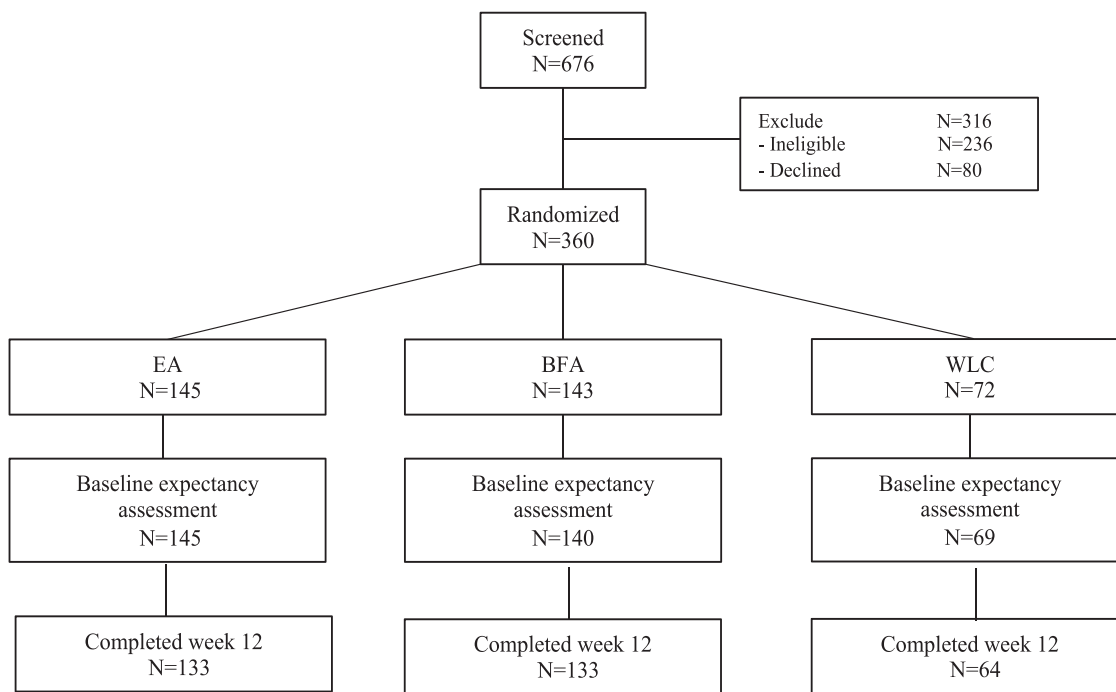 Screened
N=676
Exclude N=316
- Ineligible N=236
- Declined N=80
Randomized
N=360
EA
N=145
BFA
N=143
WLC
N=72
Baseline expectancy
assessment
N=145
Baseline expectancy
assessment
N=140
Baseline expectancy
assessment
N=69
Completed week 12
N=133
Completed week 12
N=133
Completed week 12
N=64